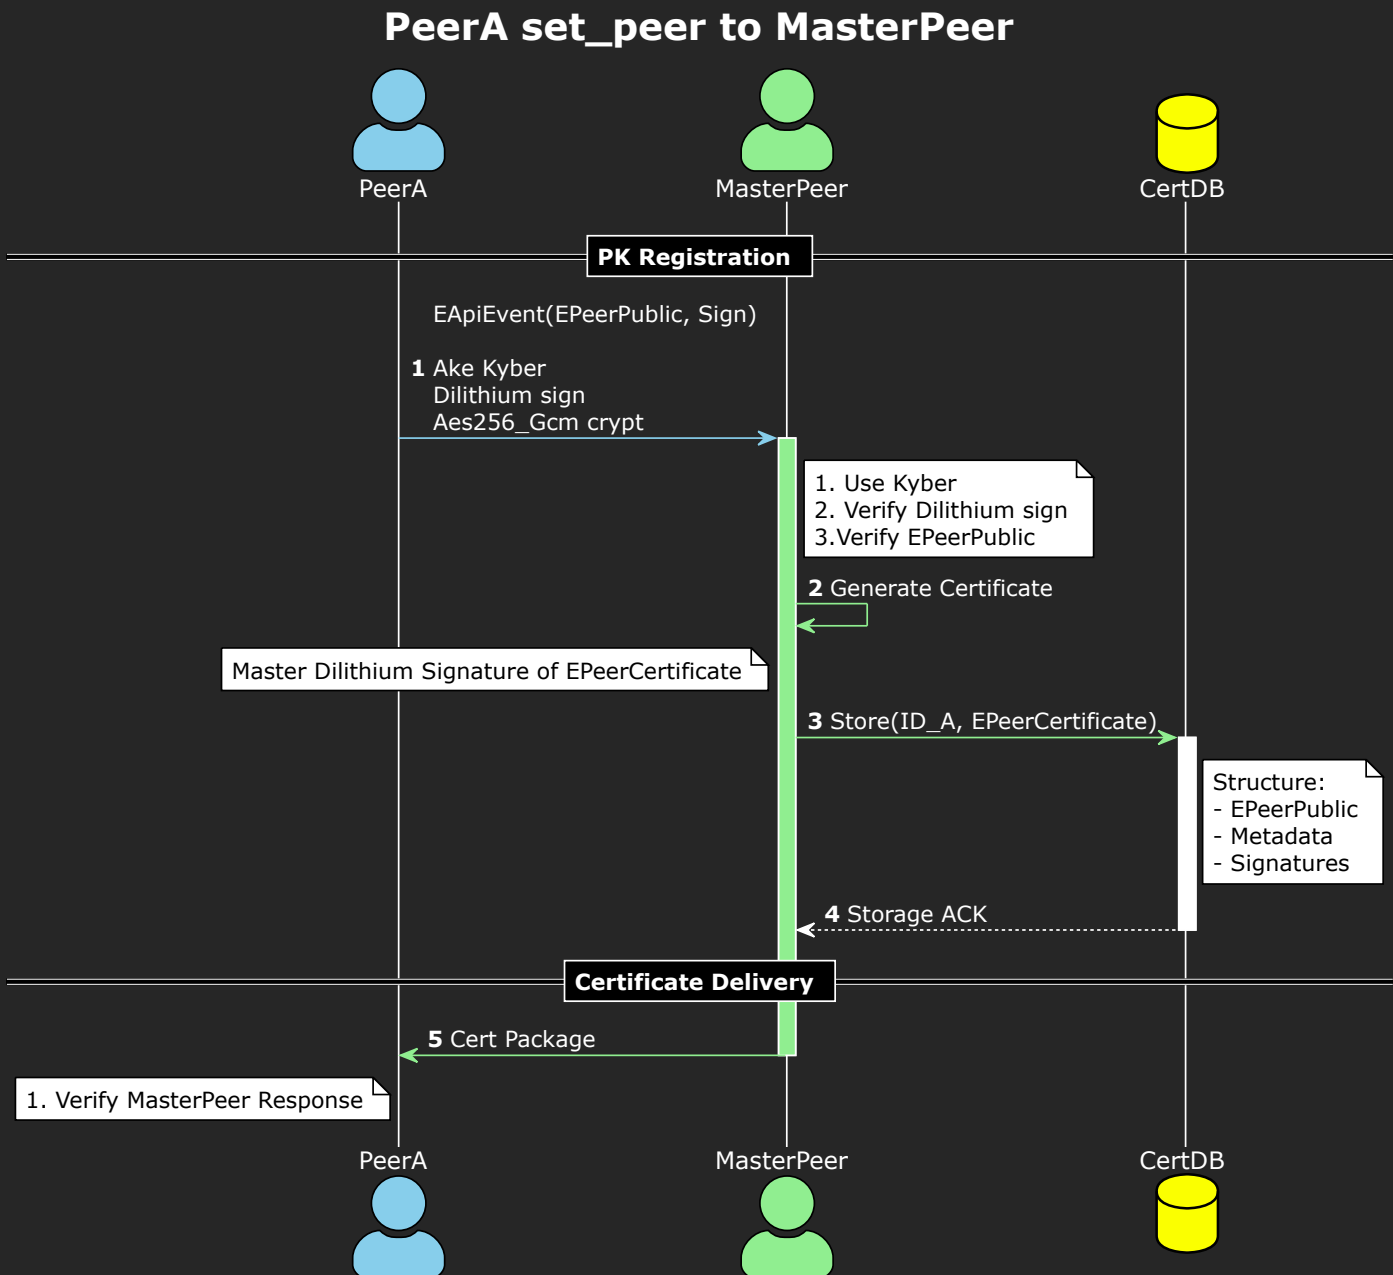 PeerA set_peer to MasterPeer
PeerA
MasterPeer
CertDB
PK Registration
EApiEvent(EPeerPublic, Sign)
1 Ake Kyber
Dilithium sign
Aes256_Gcm crypt
1. Use Kyber
2. Verify Dilithium sign
3.Verify EPeerPublic
2 Generate Certificate
Master Dilithium Signature of EPeerCertificate
3 Store(ID_A, EPeerCertificate)
Structure:
- EPeerPublic
- Metadata
- Signatures
4 Storage ACK
Certificate Delivery
5 Cert Package
1. Verify MasterPeer Response
PeerA
MasterPeer
CertDB